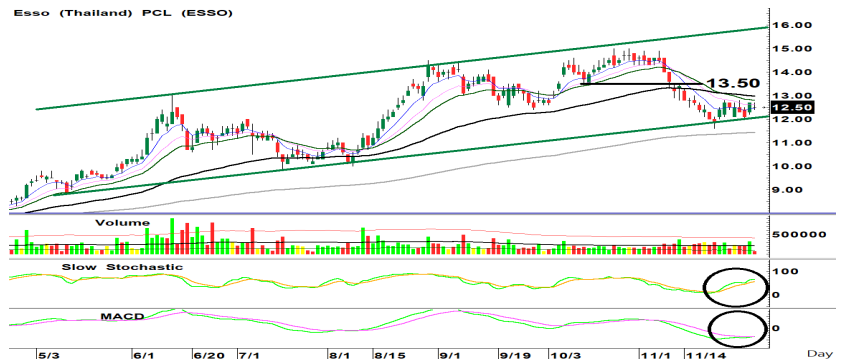 Esso (Thailand) PCL (ESSO)
16.00
15.00
14.00
13.50
13.00
12.50
12.00
11.00
10.00
9.00
Volume
500000
Slow Stochastic
100
0
MACD
0
5/3 6/1 6/20 7/1 8/1 8/15 9/1 9/19 10/3 11/1 11/14 Day